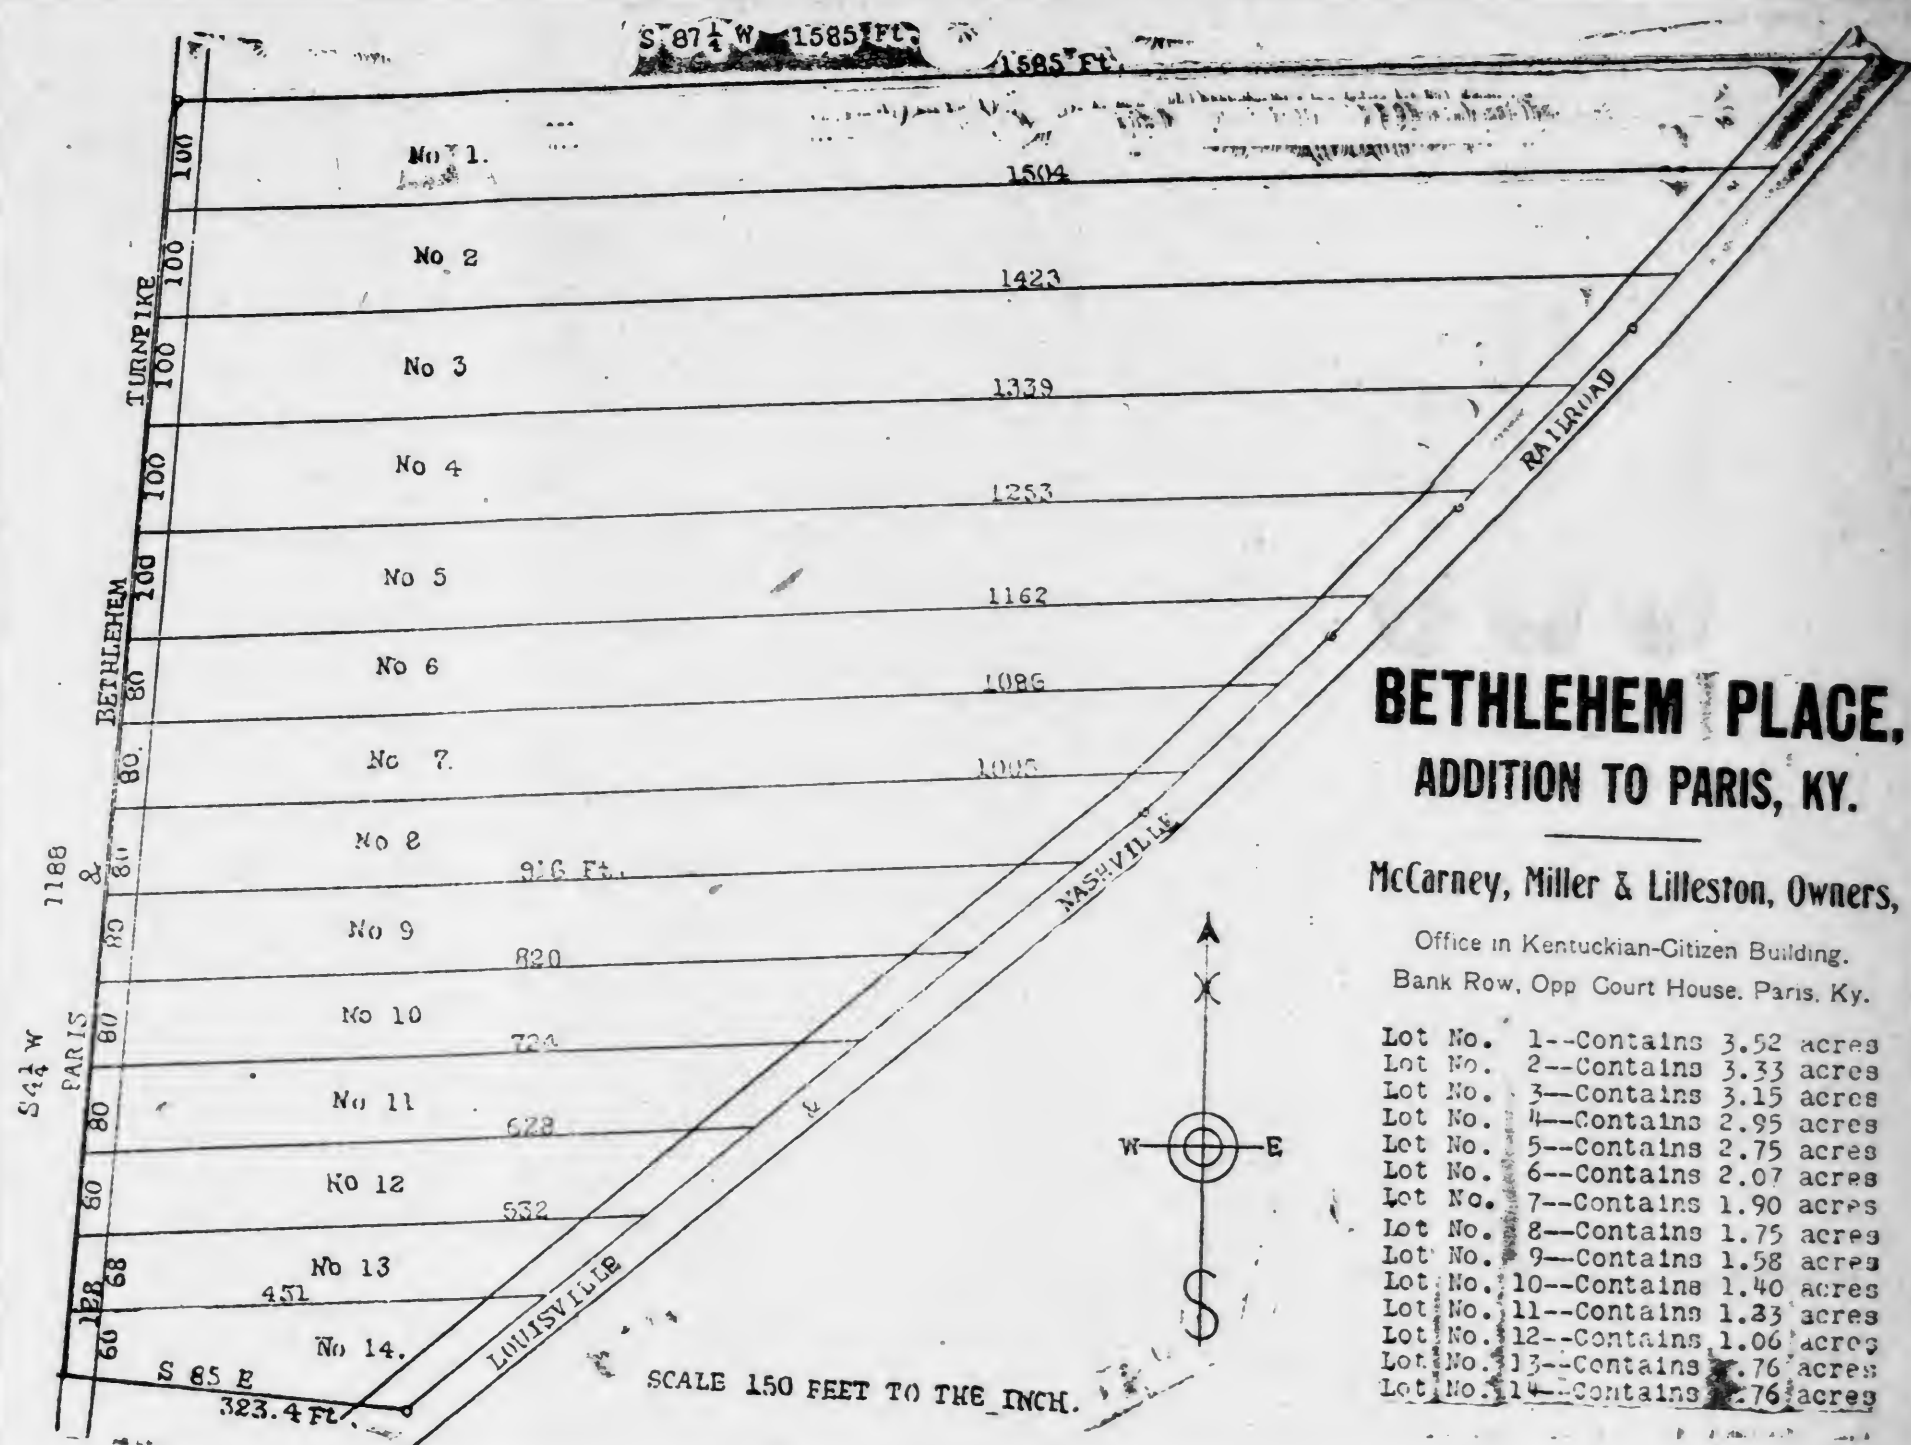 S 87¼ W 1585 Ft.
1585 Ft.
100
No 1.
1504
100
No 2
1423
TURNPIKE
100
No 3
1339
RAILROAD
100
No 4
1253
100
No 5
1162
BETHLEHEM
80
No 6
1086
80.
No 7.
1005
1188
&
80
No 8
916 Ft.
NASHVILLE
80
No 9
820
S4¼ W
PARIS
80
No 10
724
80
No 11
628
&
80
No 12
532
128
68
No 13
431
LOUISVILLE
60
No 14.
S 85 E
323.4 Ft.
SCALE 150 FEET TO THE INCH.
W E
S
BETHLEHEM PLACE,
ADDITION TO PARIS, KY.
McCarney, Miller & Lilleston, Owners,
Office in Kentuckian-Citizen Building.
Bank Row, Opp Court House. Paris, Ky.
Lot No. 1--Contains 3.52 acres
Lot No. 2--Contains 3.33 acres
Lot No. 3--Contains 3.15 acres
Lot No. 4--Contains 2.95 acres
Lot No. 5--Contains 2.75 acres
Lot No. 6--Contains 2.07 acres
Lot No. 7--Contains 1.90 acres
Lot No. 8--Contains 1.75 acres
Lot No. 9--Contains 1.58 acres
Lot No. 10--Contains 1.40 acres
Lot No. 11--Contains 1.23 acres
Lot No. 12--Contains 1.06 acres
Lot No. 13--Contains .76 acres
Lot No. 14--Contains .76 acres